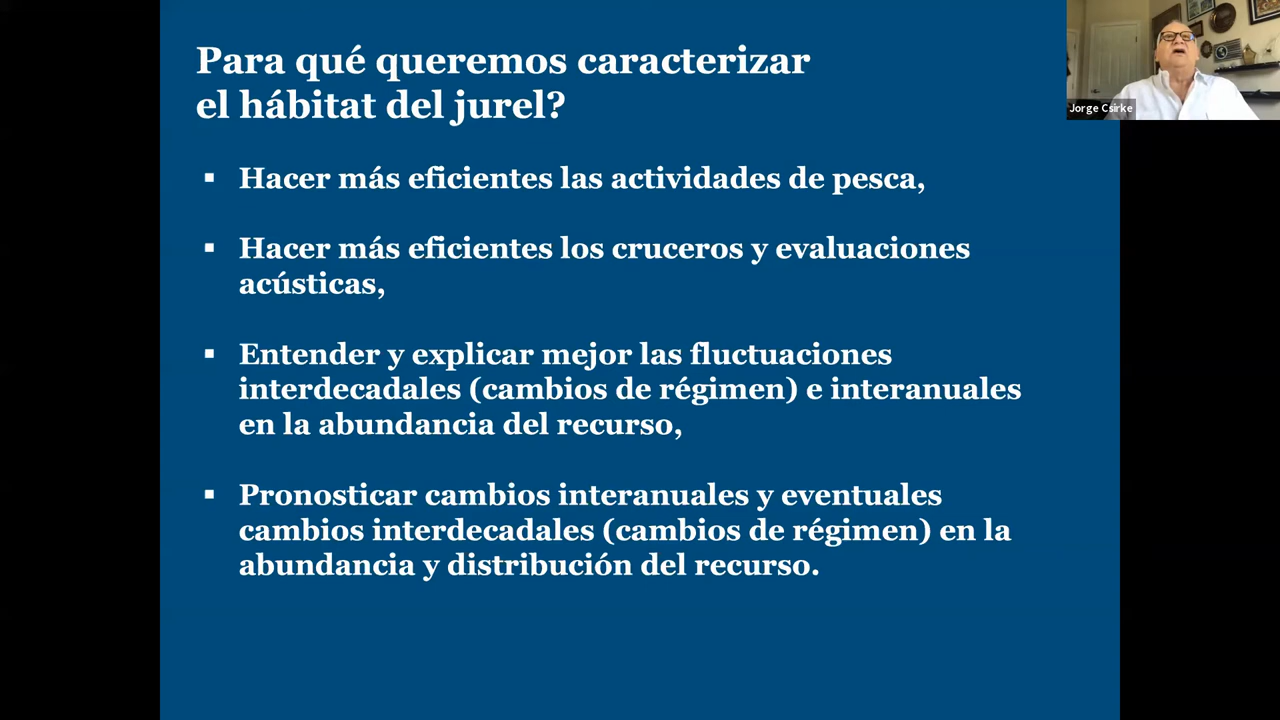 Para qué queremos caracterizar
el hábitat del jurel?
▪ Hacer más eficientes las actividades de pesca,
▪ Hacer más eficientes los cruceros y evaluaciones
acústicas,
▪ Entender y explicar mejor las fluctuaciones
interdecadales (cambios de régimen) e interanuales
en la abundancia del recurso,
▪ Pronosticar cambios interanuales y eventuales
cambios interdecadales (cambios de régimen) en la
abundancia y distribución del recurso.
Jorge Csirke